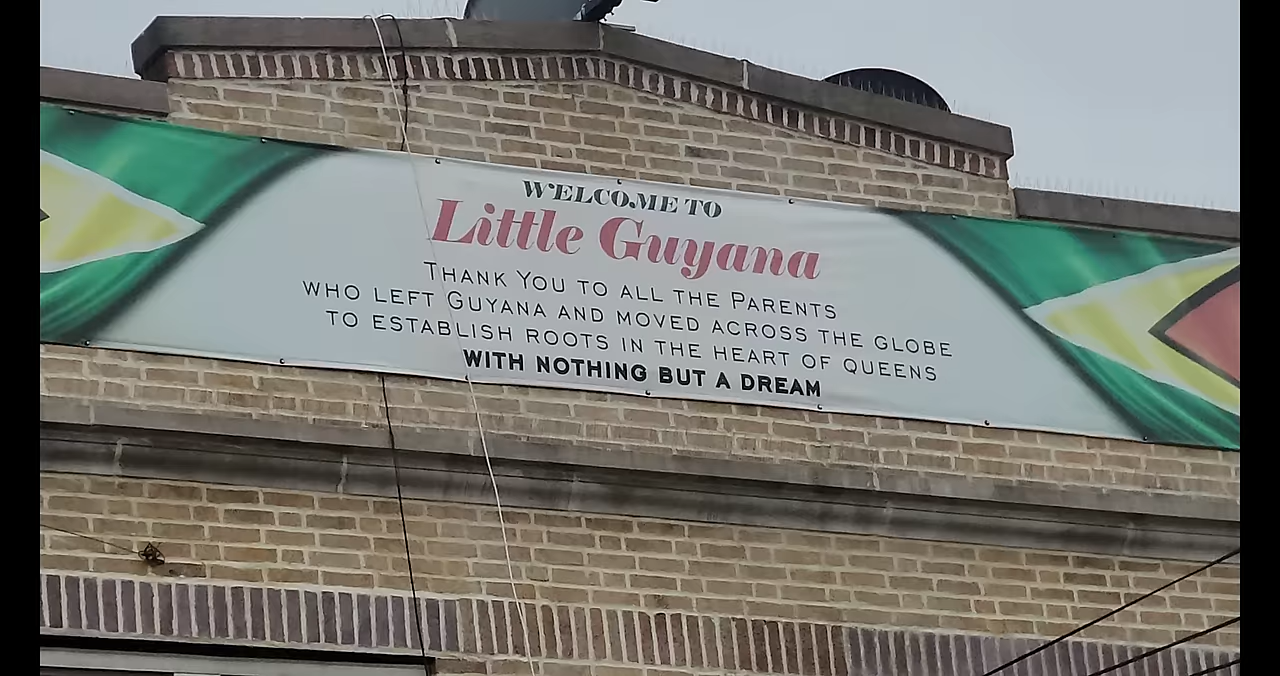 WELCOME TO
Little Guyana
THANK YOU TO ALL THE PARENTS
WHO LEFT GUYANA AND MOVED ACROSS THE GLOBE
TO ESTABLISH ROOTS IN THE HEART OF QUEENS
WITH NOTHING BUT A DREAM